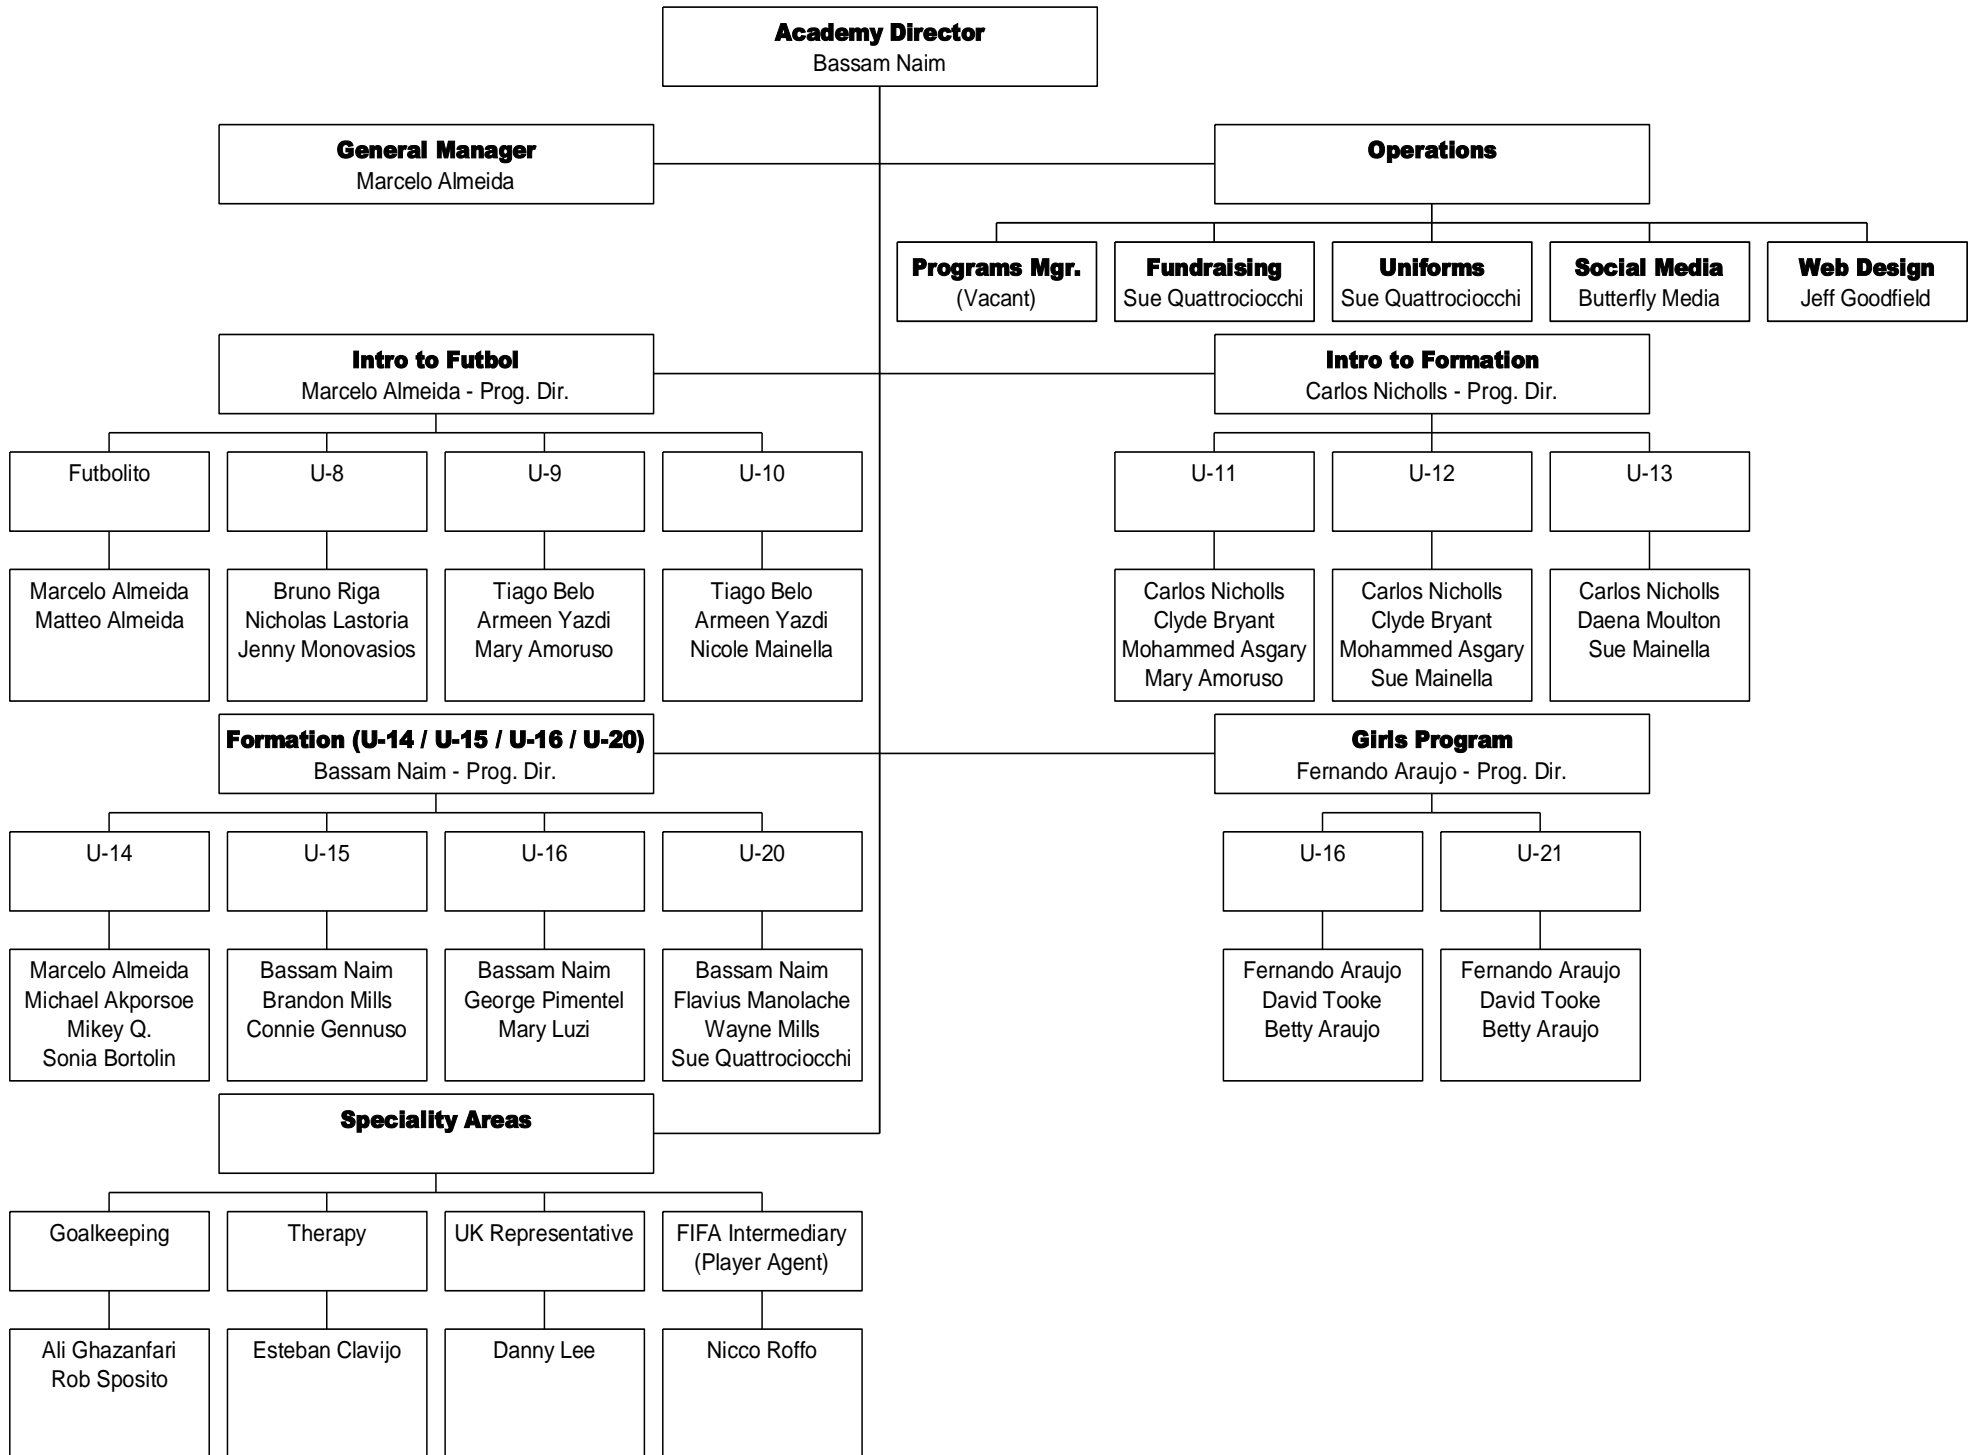 Academy Director
Bassam Naim
General Manager
Marcelo Almeida
Operations
Programs Mgr.
(Vacant)
Fundraising
Sue Quattrociocchi
Uniforms
Sue Quattrociocchi
Social Media
Butterfly Media
Web Design
Jeff Goodfield
Intro to Futbol
Marcelo Almeida - Prog. Dir.
Intro to Formation
Carlos Nicholls - Prog. Dir.
Futbolito
U-8
U-9
U-10
U-11
U-12
U-13
Marcelo Almeida
Matteo Almeida
Bruno Riga
Nicholas Lastoria
Jenny Monovasios
Tiago Belo
Armeen Yazdi
Mary Amoruso
Tiago Belo
Armeen Yazdi
Nicole Mainella
Carlos Nicholls
Clyde Bryant
Mohammed Asgary
Mary Amoruso
Carlos Nicholls
Clyde Bryant
Mohammed Asgary
Sue Mainella
Carlos Nicholls
Daena Moulton
Sue Mainella
Formation (U-14 / U-15 / U-16 / U-20)
Bassam Naim - Prog. Dir.
Girls Program
Fernando Araujo - Prog. Dir.
U-14
U-15
U-16
U-20
U-16
U-21
Marcelo Almeida
Michael Akporsoe
Mikey Q.
Sonia Bortolin
Bassam Naim
Brandon Mills
Connie Gennuso
Bassam Naim
George Pimentel
Mary Luzi
Bassam Naim
Flavius Manolache
Wayne Mills
Sue Quattrociocchi
Fernando Araujo
David Tooke
Betty Araujo
Fernando Araujo
David Tooke
Betty Araujo
Speciality Areas
Goalkeeping
Therapy
UK Representative
FIFA Intermediary
(Player Agent)
Ali Ghazanfari
Rob Sposito
Esteban Clavijo
Danny Lee
Nicco Roffo